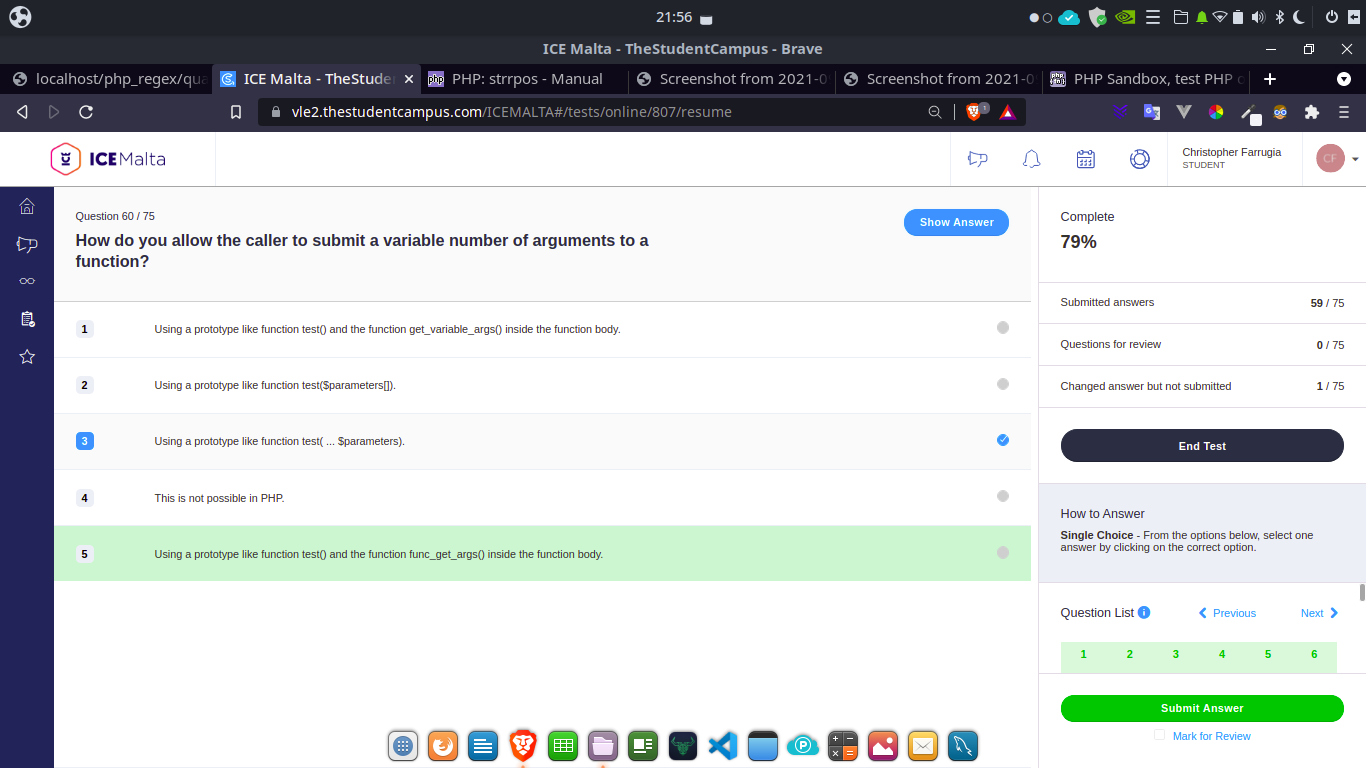 21:56
ICE Malta - TheStudentCampus - Brave
localhost/php_regex/qu
ICE Malta - TheStuden
PHP: strrpos - Manual
Screenshot from 2021-0
Screenshot from 2021-0
PHP Sandbox, test PHP
vle2.thestudentcampus.com/ICEMALTA#/tests/online/807/resume
1
ICE Malta
Christopher Farrugia
STUDENT
CF
Question 60 / 75
Show Answer
How do you allow the caller to submit a variable number of arguments to a
function?
1 Using a prototype like function test() and the function get_variable_args() inside the function body.
2 Using a prototype like function test($parameters[]).
3 Using a prototype like function test( ... $parameters).
4 This is not possible in PHP.
5 Using a prototype like function test() and the function func_get_args() inside the function body.
Complete
79%
Submitted answers 59 / 75
Questions for review 0 / 75
Changed answer but not submitted 1 / 75
End Test
How to Answer
Single Choice - From the options below, select one
answer by clicking on the correct option.
Question List Previous Next
1 2 3 4 5 6
Submit Answer
Mark for Review